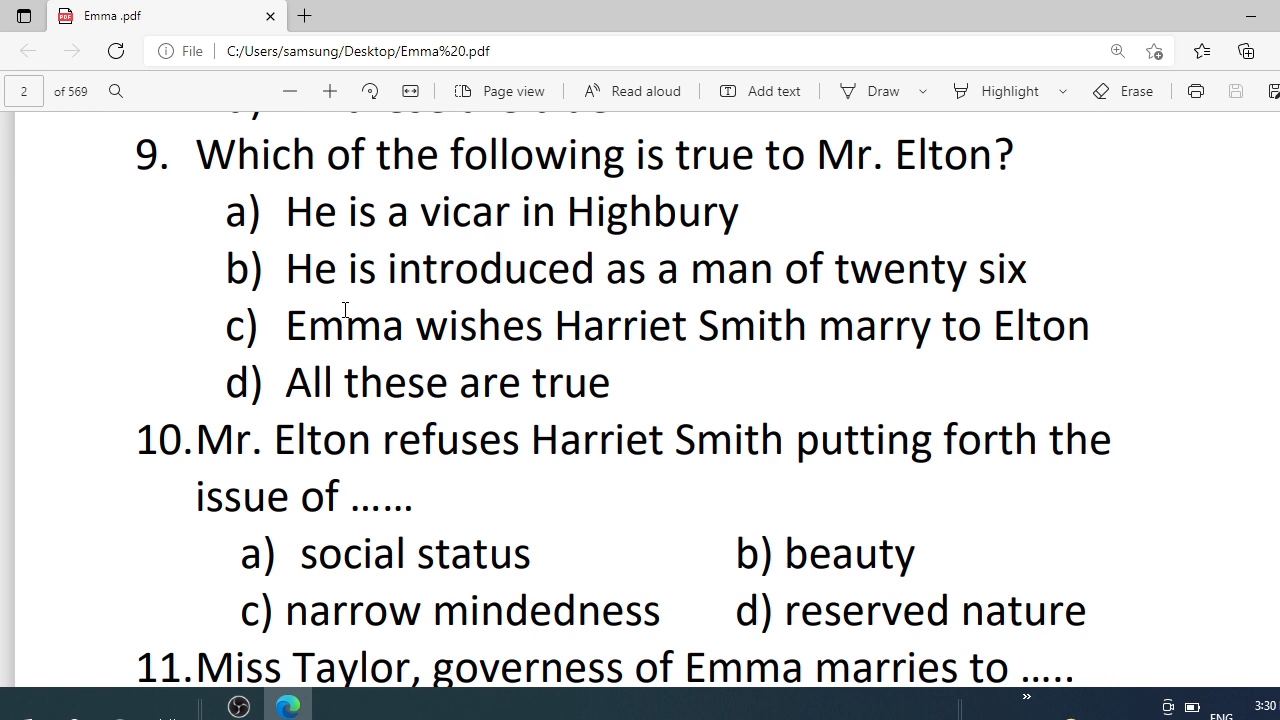 Emma .pdf
File C:/Users/samsung/Desktop/Emma%20.pdf
2 of 569 Page view Read aloud Add text Draw Highlight Erase
9. Which of the following is true to Mr. Elton?
a) He is a vicar in Highbury
b) He is introduced as a man of twenty six
c) Emma wishes Harriet Smith marry to Elton
d) All these are true
10.Mr. Elton refuses Harriet Smith putting forth the
issue of ......
a) social status b) beauty
c) narrow mindedness d) reserved nature
11.Miss Taylor, governess of Emma marries to .....
ENG 3:30